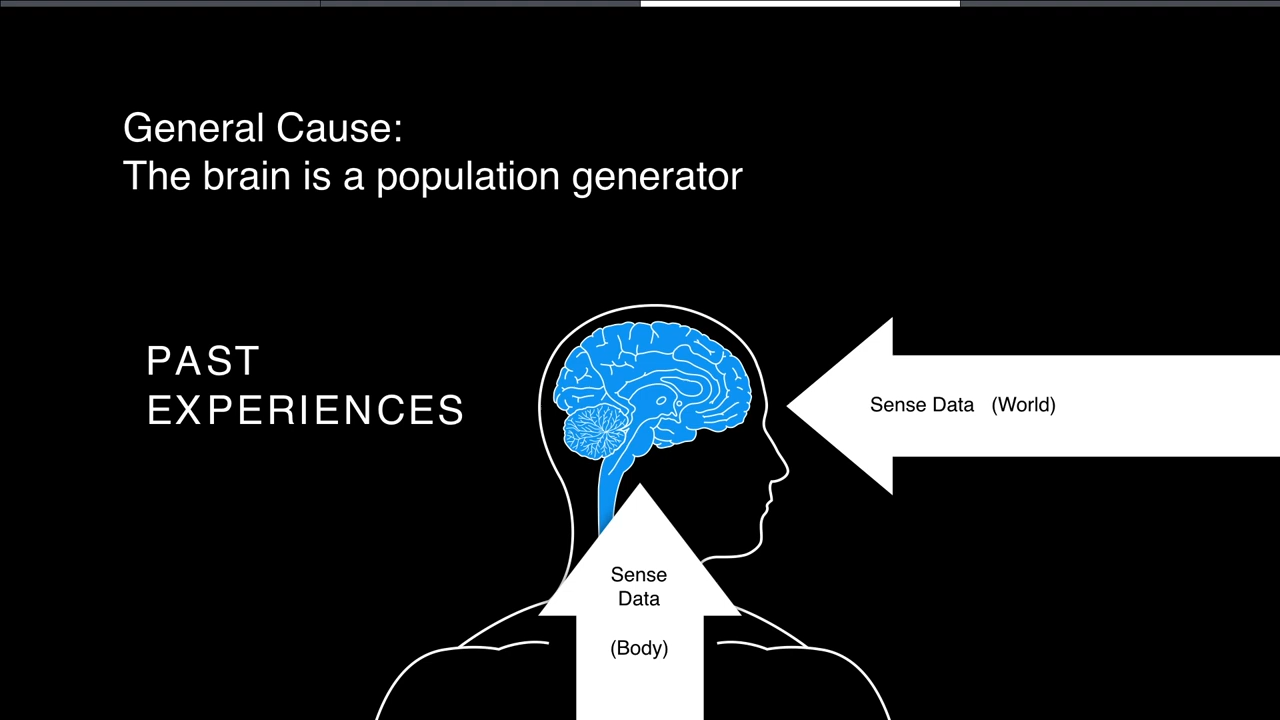 General Cause:
The brain is a population generator
PAST
EXPERIENCES
Sense Data (World)
Sense
Data
(Body)